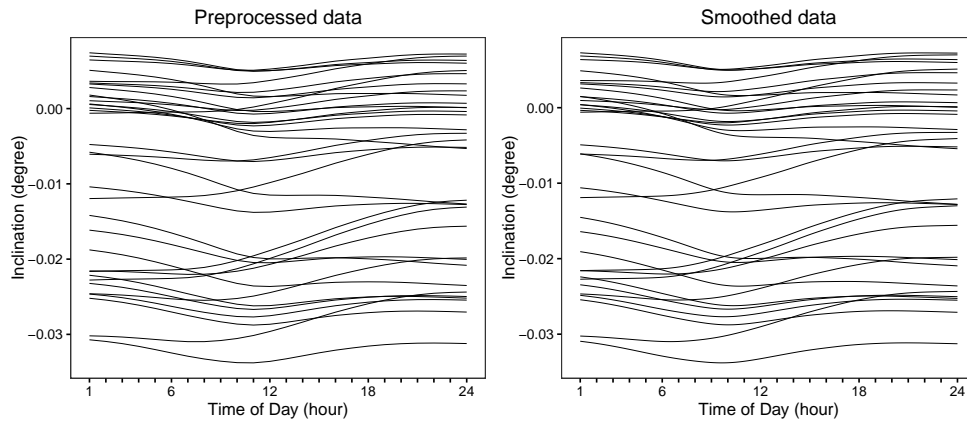 Preprocessed data
Inclination (degree)
0.00
−0.01
−0.02
−0.03
1 6 12 18 24
Time of Day (hour)
Smoothed data
Inclination (degree)
0.00
−0.01
−0.02
−0.03
1 6 12 18 24
Time of Day (hour)